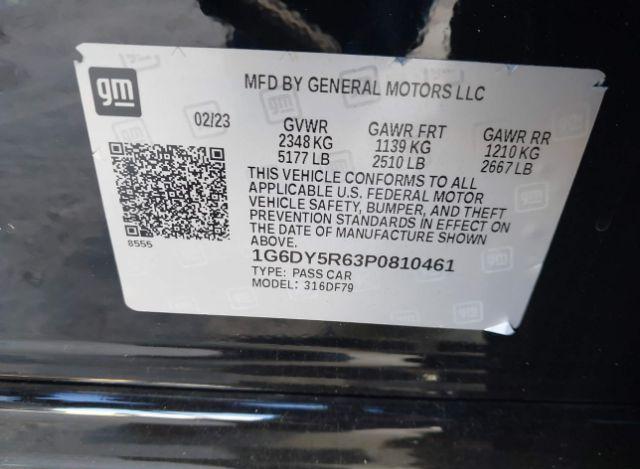 gm
MFD BY GENERAL MOTORS LLC
02/23
GVWR GAWR FRT GAWR RR
2348 KG 1139 KG 1210 KG
5177 LB 2510 LB 2667 LB
THIS VEHICLE CONFORMS TO ALL
APPLICABLE U.S. FEDERAL MOTOR
VEHICLE SAFETY, BUMPER, AND THEFT
PREVENTION STANDARDS IN EFFECT ON
THE DATE OF MANUFACTURE SHOWN
ABOVE.
8555
1G6DY5R63P0810461
TYPE: PASS CAR
MODEL: 316DF79